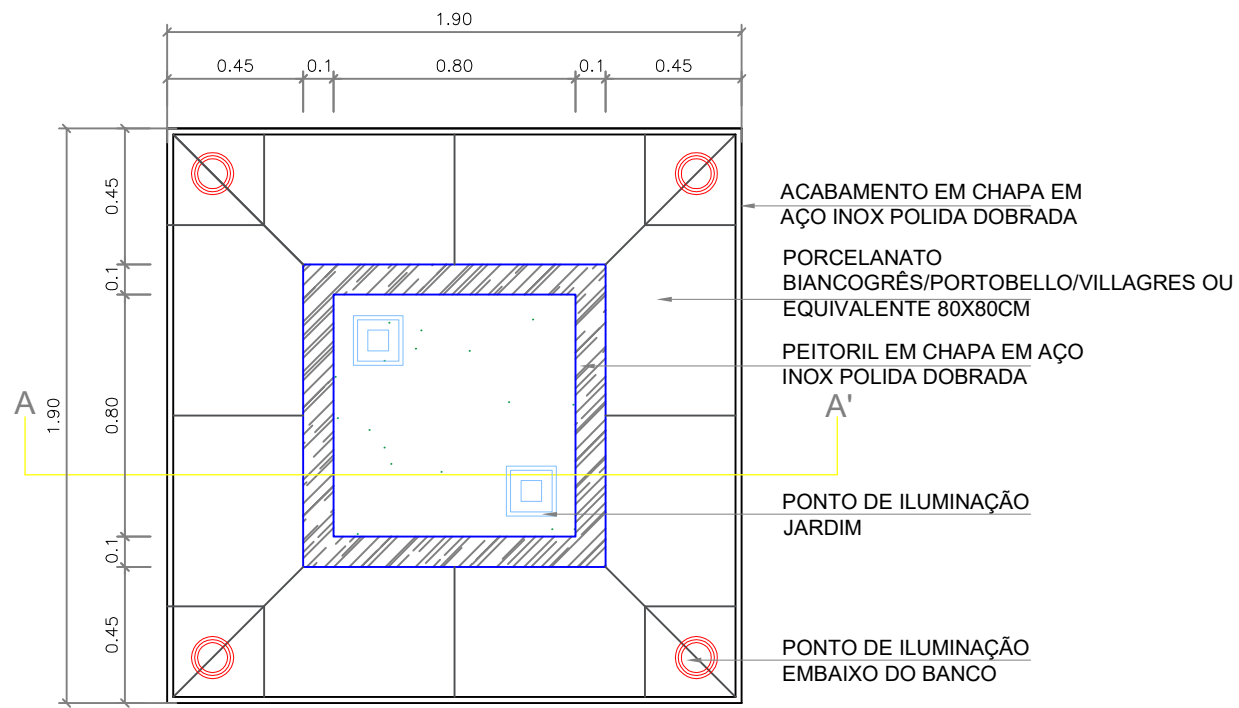 1.90
0.45 0.1 0.80 0.1 0.45
0.45
0.1
1.90
0.80
0.1
0.45
A
A'
ACABAMENTO EM CHAPA EM
AÇO INOX POLIDA DOBRADA
PORCELANATO
BIANCOGRÊS/PORTOBELLO/VILLAGRES OU
EQUIVALENTE 80X80CM
PEITORIL EM CHAPA EM AÇO
INOX POLIDA DOBRADA
PONTO DE ILUMINAÇÃO
JARDIM
PONTO DE ILUMINAÇÃO
EMBAIXO DO BANCO